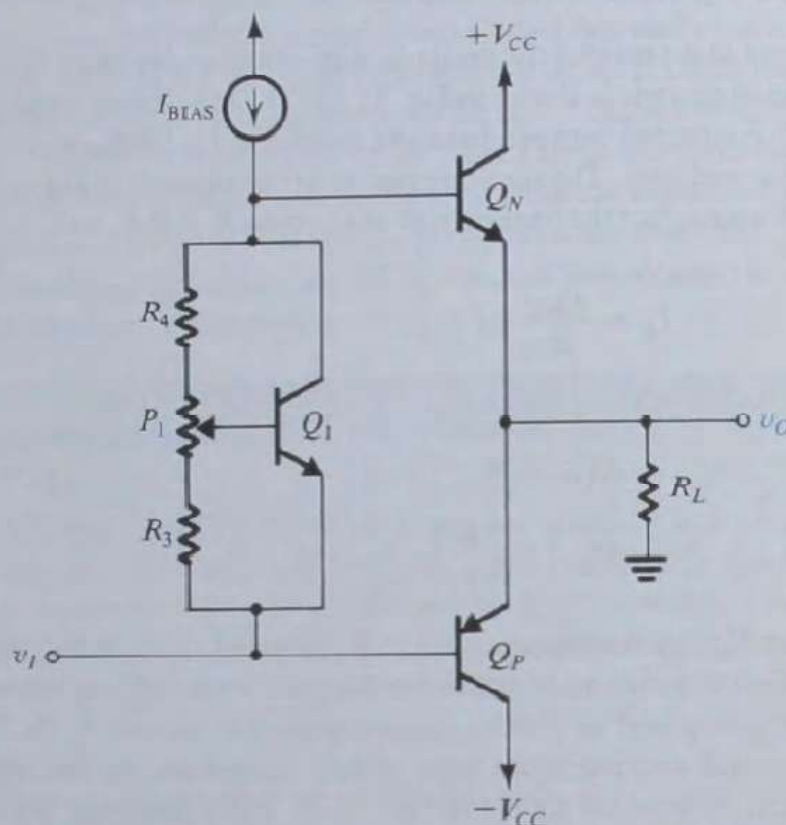 +V_CC
I_BIAS
Q_N
R_4
P_1
Q_1
v_O
R_L
R_3
v_I
Q_P
−V_CC